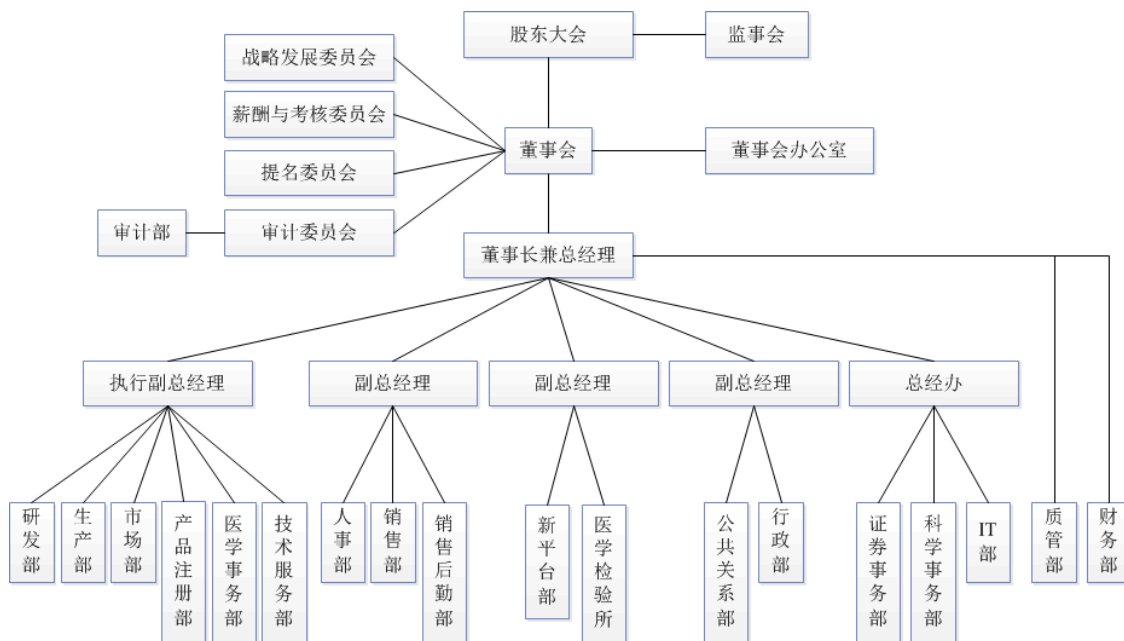 股东大会
监事会
战略发展委员会
薪酬与考核委员会
董事会
董事会办公室
提名委员会
审计部
审计委员会
董事长兼总经理
执行副总经理
副总经理
副总经理
副总经理
总经办
研发部
生产部
市场部
产品注册部
医学事务部
技术服务部
人事部
销售部
销售后勤部
新平台部
医学检验所
公共关系部
行政部
证券事务部
科学事务部
IT部
质管部
财务部